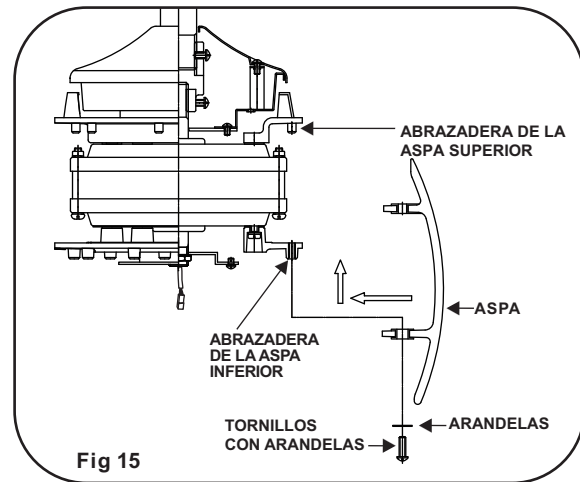 ABRAZADERA DE LA
ASPA SUPERIOR
ASPA
ABRAZADERA
DE LA ASPA
INFERIOR
ARANDELAS
TORNILLOS
CON ARANDELAS
Fig 15